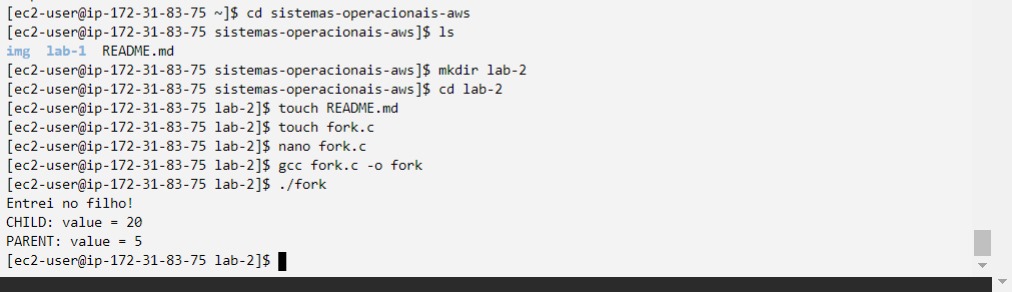 [ec2-user@ip-172-31-83-75 ~]$ cd sistemas-operacionais-aws
[ec2-user@ip-172-31-83-75 sistemas-operacionais-aws]$ ls
img  lab-1  README.md
[ec2-user@ip-172-31-83-75 sistemas-operacionais-aws]$ mkdir lab-2
[ec2-user@ip-172-31-83-75 sistemas-operacionais-aws]$ cd lab-2
[ec2-user@ip-172-31-83-75 lab-2]$ touch README.md
[ec2-user@ip-172-31-83-75 lab-2]$ touch fork.c
[ec2-user@ip-172-31-83-75 lab-2]$ nano fork.c
[ec2-user@ip-172-31-83-75 lab-2]$ gcc fork.c -o fork
[ec2-user@ip-172-31-83-75 lab-2]$ ./fork
Entrei no filho!
CHILD: value = 20
PARENT: value = 5
[ec2-user@ip-172-31-83-75 lab-2]$